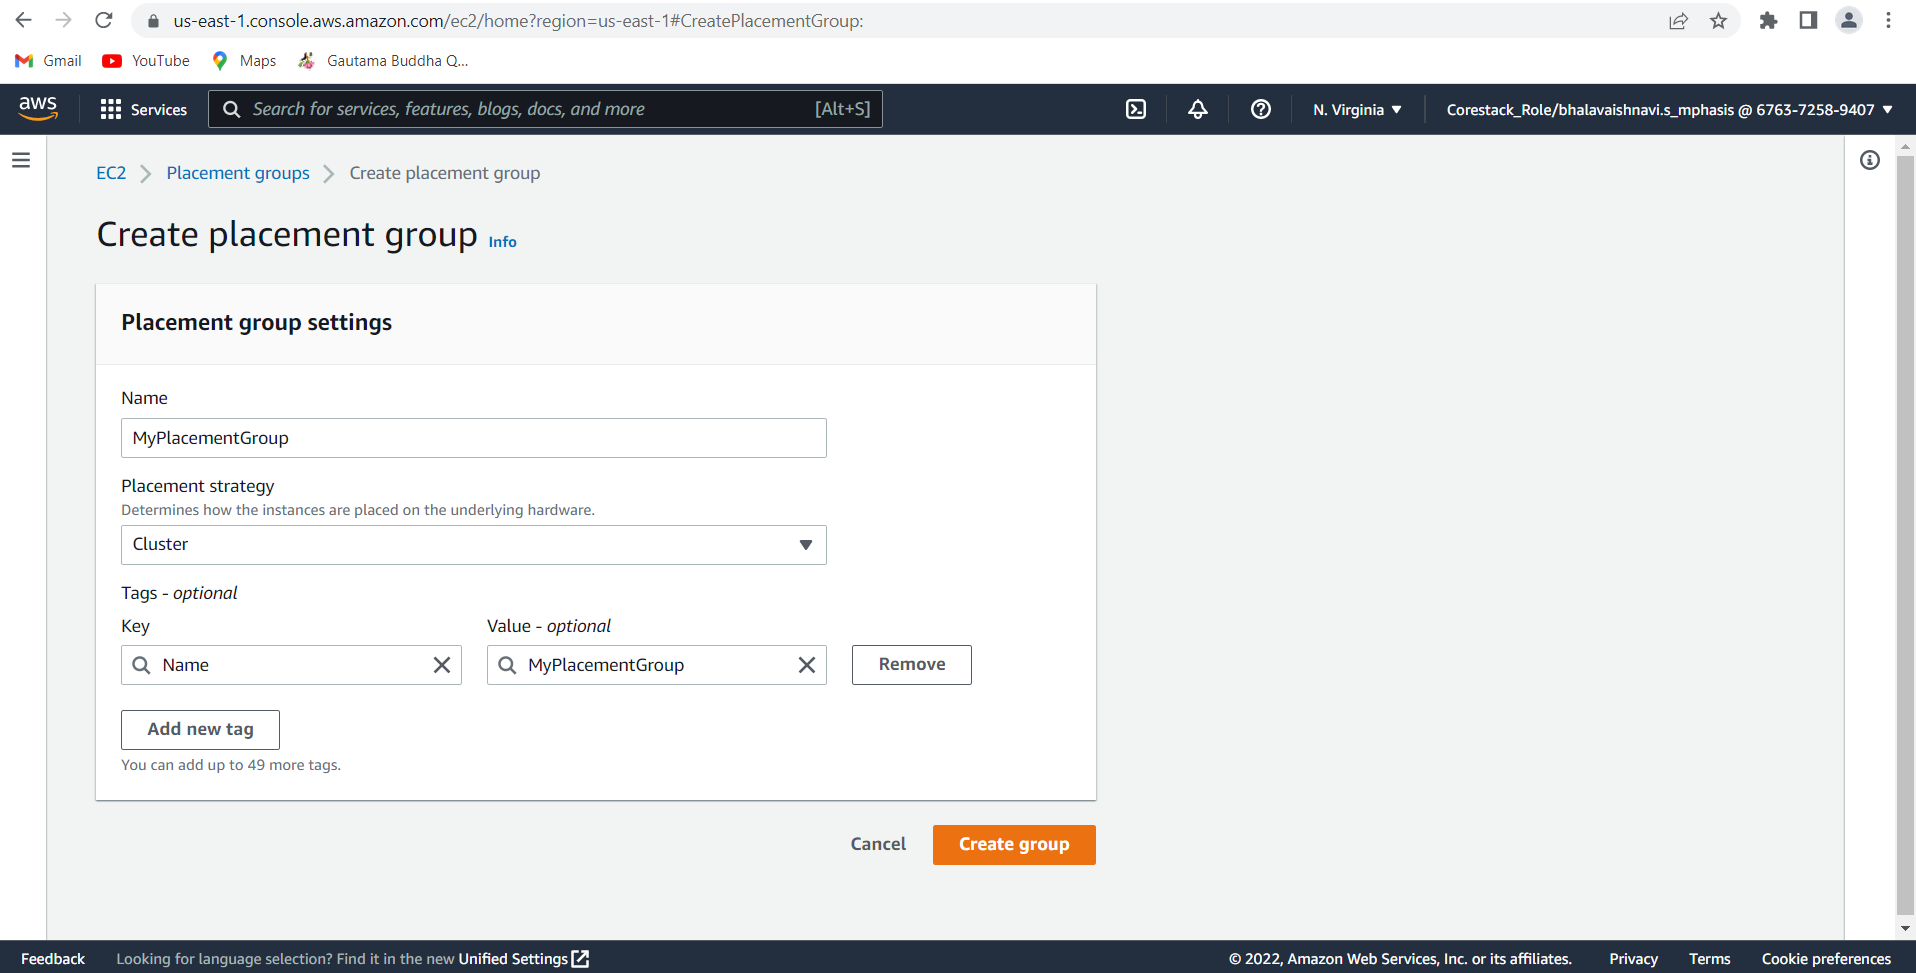 us-east-1.console.aws.amazon.com/ec2/home?region=us-east-1#CreatePlacementGroup:
Gmail YouTube Maps Gautama Buddha Q...
aws Services Search for services, features, blogs, docs, and more [Alt+S] N. Virginia Corestack_Role/bhalavaishnavi.s_mphasis @ 6763-7258-9407
EC2 Placement groups Create placement group
Create placement group Info
Placement group settings
Name
MyPlacementGroup
Placement strategy
Determines how the instances are placed on the underlying hardware.
Cluster
Tags - optional
Key Value - optional
Name MyPlacementGroup Remove
Add new tag
You can add up to 49 more tags.
Cancel Create group
Feedback Looking for language selection? Find it in the new Unified Settings © 2022, Amazon Web Services, Inc. or its affiliates. Privacy Terms Cookie preferences